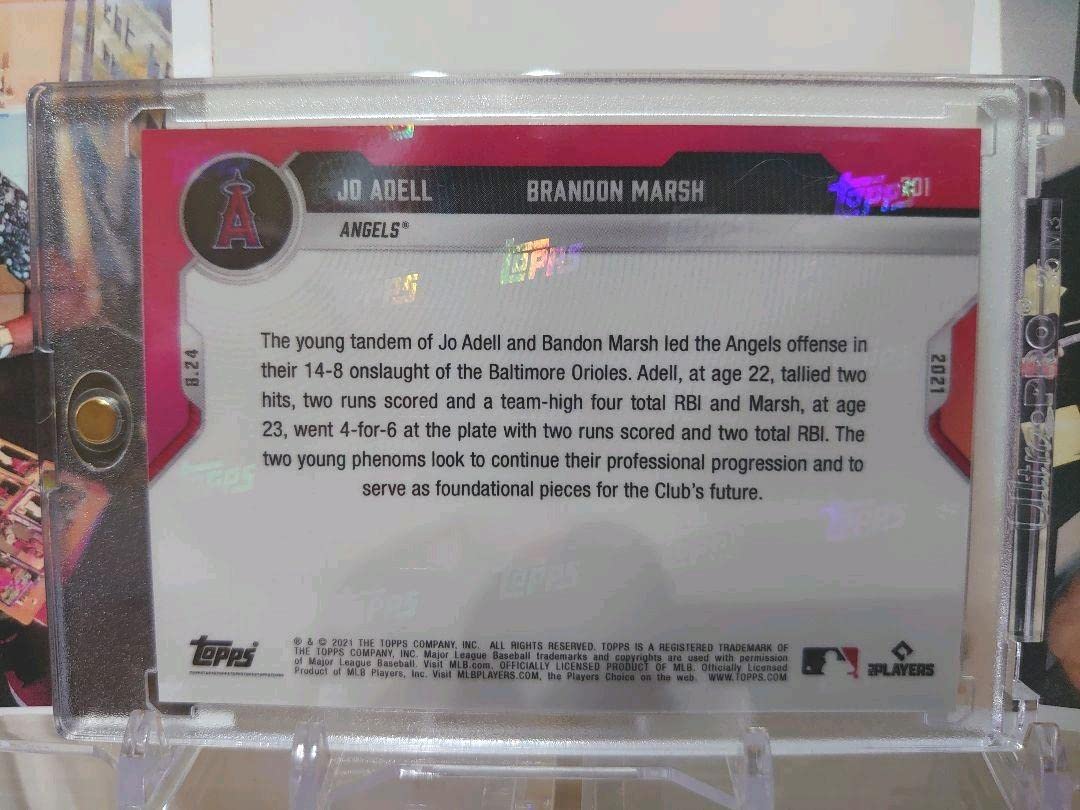 A
JO ADELL BRANDON MARSH
ANGELS®
TOPPS
TOPPS
8.24
2021
The young tandem of Jo Adell and Bandon Marsh led the Angels offense in
their 14-8 onslaught of the Baltimore Orioles. Adell, at age 22, tallied two
hits, two runs scored and a team-high four total RBI and Marsh, at age
23, went 4-for-6 at the plate with two runs scored and two total RBI. The
two young phenoms look to continue their professional progression and to
serve as foundational pieces for the Club's future.
TOPPS
TOPPS
Topps
® & © 2021 THE TOPPS COMPANY, INC. ALL RIGHTS RESERVED. TOPPS IS A REGISTERED TRADEMARK OF
THE TOPPS COMPANY, INC. Major League Baseball trademarks and copyrights are used with permission
of Major League Baseball. Visit MLB.com. OFFICIALLY LICENSED PRODUCT OF MLB. Officially Licensed
Product of MLB Players, Inc. Visit MLBPLAYERS.COM, the Players Choice on the web. WWW.TOPPS.COM
PLAYERS
Ultra PRO